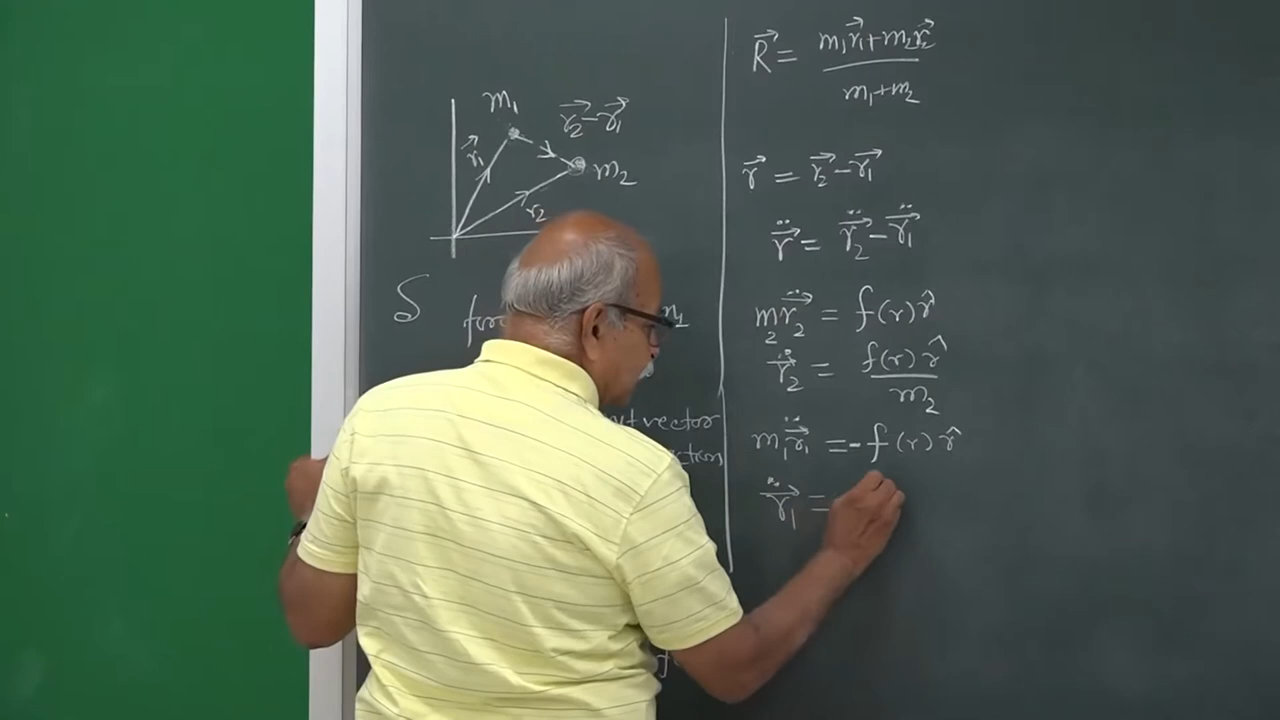 m₁
r⃗₂-r⃗₁
r⃗₁
m₂
r₂
vector
R⃗ = (m₁r⃗₁+m₂r⃗₂)/(m₁+m₂)
r⃗ = r⃗₂-r⃗₁
r⃗̈ = r⃗̈₂-r⃗̈₁
m₂r⃗̈₂ = f(r)r̂
r⃗̈₂ = f(r)r̂/m₂
m₁r⃗̈₁ =-f(r)r̂
r⃗̈₁ =